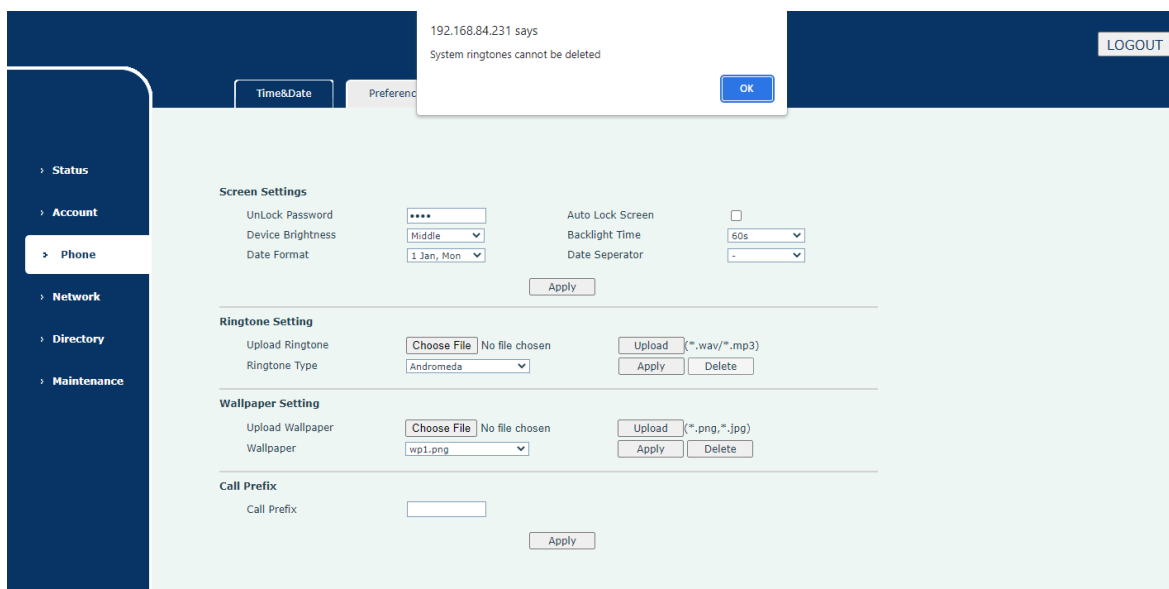 192.168.84.231 says
System ringtones cannot be deleted
OK
LOGOUT
Time&Date
Status
Account
Phone
Network
Directory
Maintenance
Screen Settings
UnLock Password •••• Auto Lock Screen
Device Brightness Middle Backlight Time 60s
Date Format 1 Jan, Mon Date Seperator -
Apply
Ringtone Setting
Upload Ringtone Choose File No file chosen Upload (*.wav/*.mp3)
Ringtone Type Andromeda Apply Delete
Wallpaper Setting
Upload Wallpaper Choose File No file chosen Upload (*.png,*.jpg)
Wallpaper wp1.png Apply Delete
Call Prefix
Call Prefix
Apply